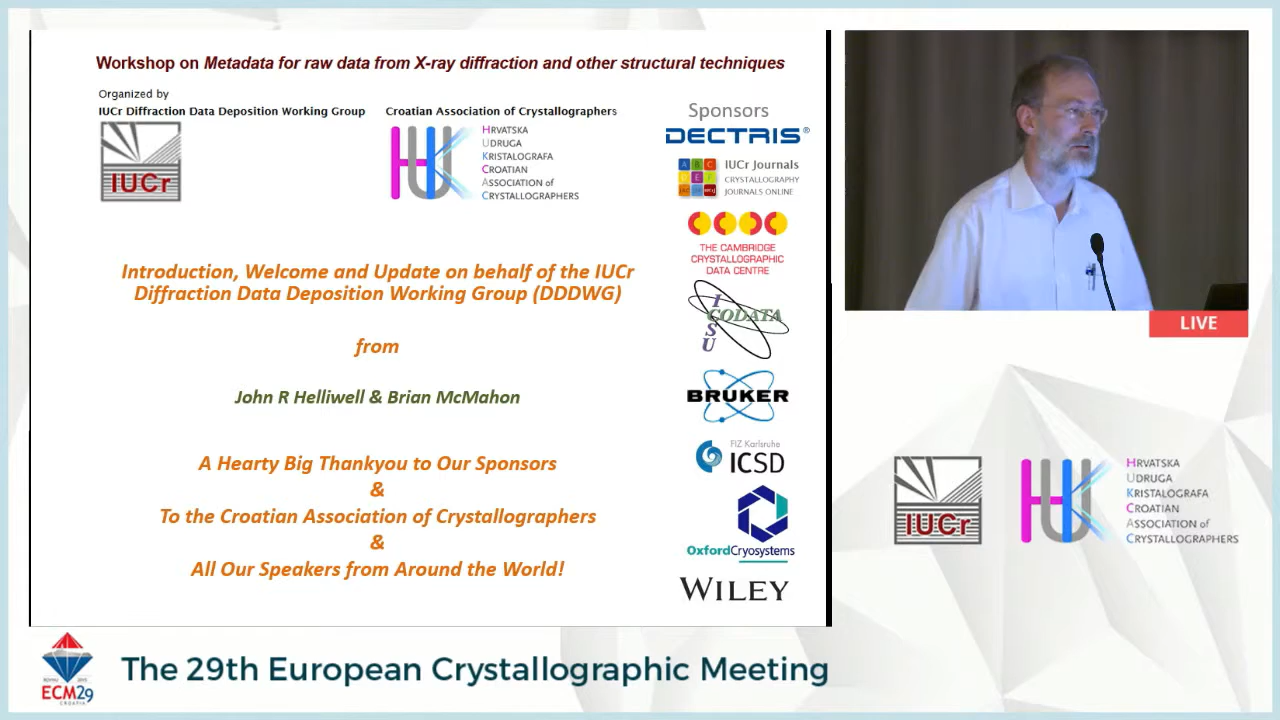 Workshop on Metadata for raw data from X-ray diffraction and other structural techniques
Organized by
IUCr Diffraction Data Deposition Working Group
Croatian Association of Crystallographers
IUCr
HRVATSKA
UDRUGA
KRISTALOGRAFA
CROATIAN
ASSOCIATION of
CRYSTALLOGRAPHERS
Introduction, Welcome and Update on behalf of the IUCr
Diffraction Data Deposition Working Group (DDDWG)
from
John R Helliwell & Brian McMahon
A Hearty Big Thankyou to Our Sponsors
&
To the Croatian Association of Crystallographers
&
All Our Speakers from Around the World!
Sponsors
DECTRIS®
IUCr Journals
CRYSTALLOGRAPHY
JOURNALS ONLINE
THE CAMBRIDGE
CRYSTALLOGRAPHIC
DATA CENTRE
ICSU
CODATA
BRUKER
FIZ Karlsruhe
ICSD
OxfordCryosystems
WILEY
LIVE
IUCr
HRVATSKA
UDRUGA
KRISTALOGRAFA
CROATIAN
ASSOCIATION of
CRYSTALLOGRAPHERS
ECM29
CROATIA
The 29th European Crystallographic Meeting